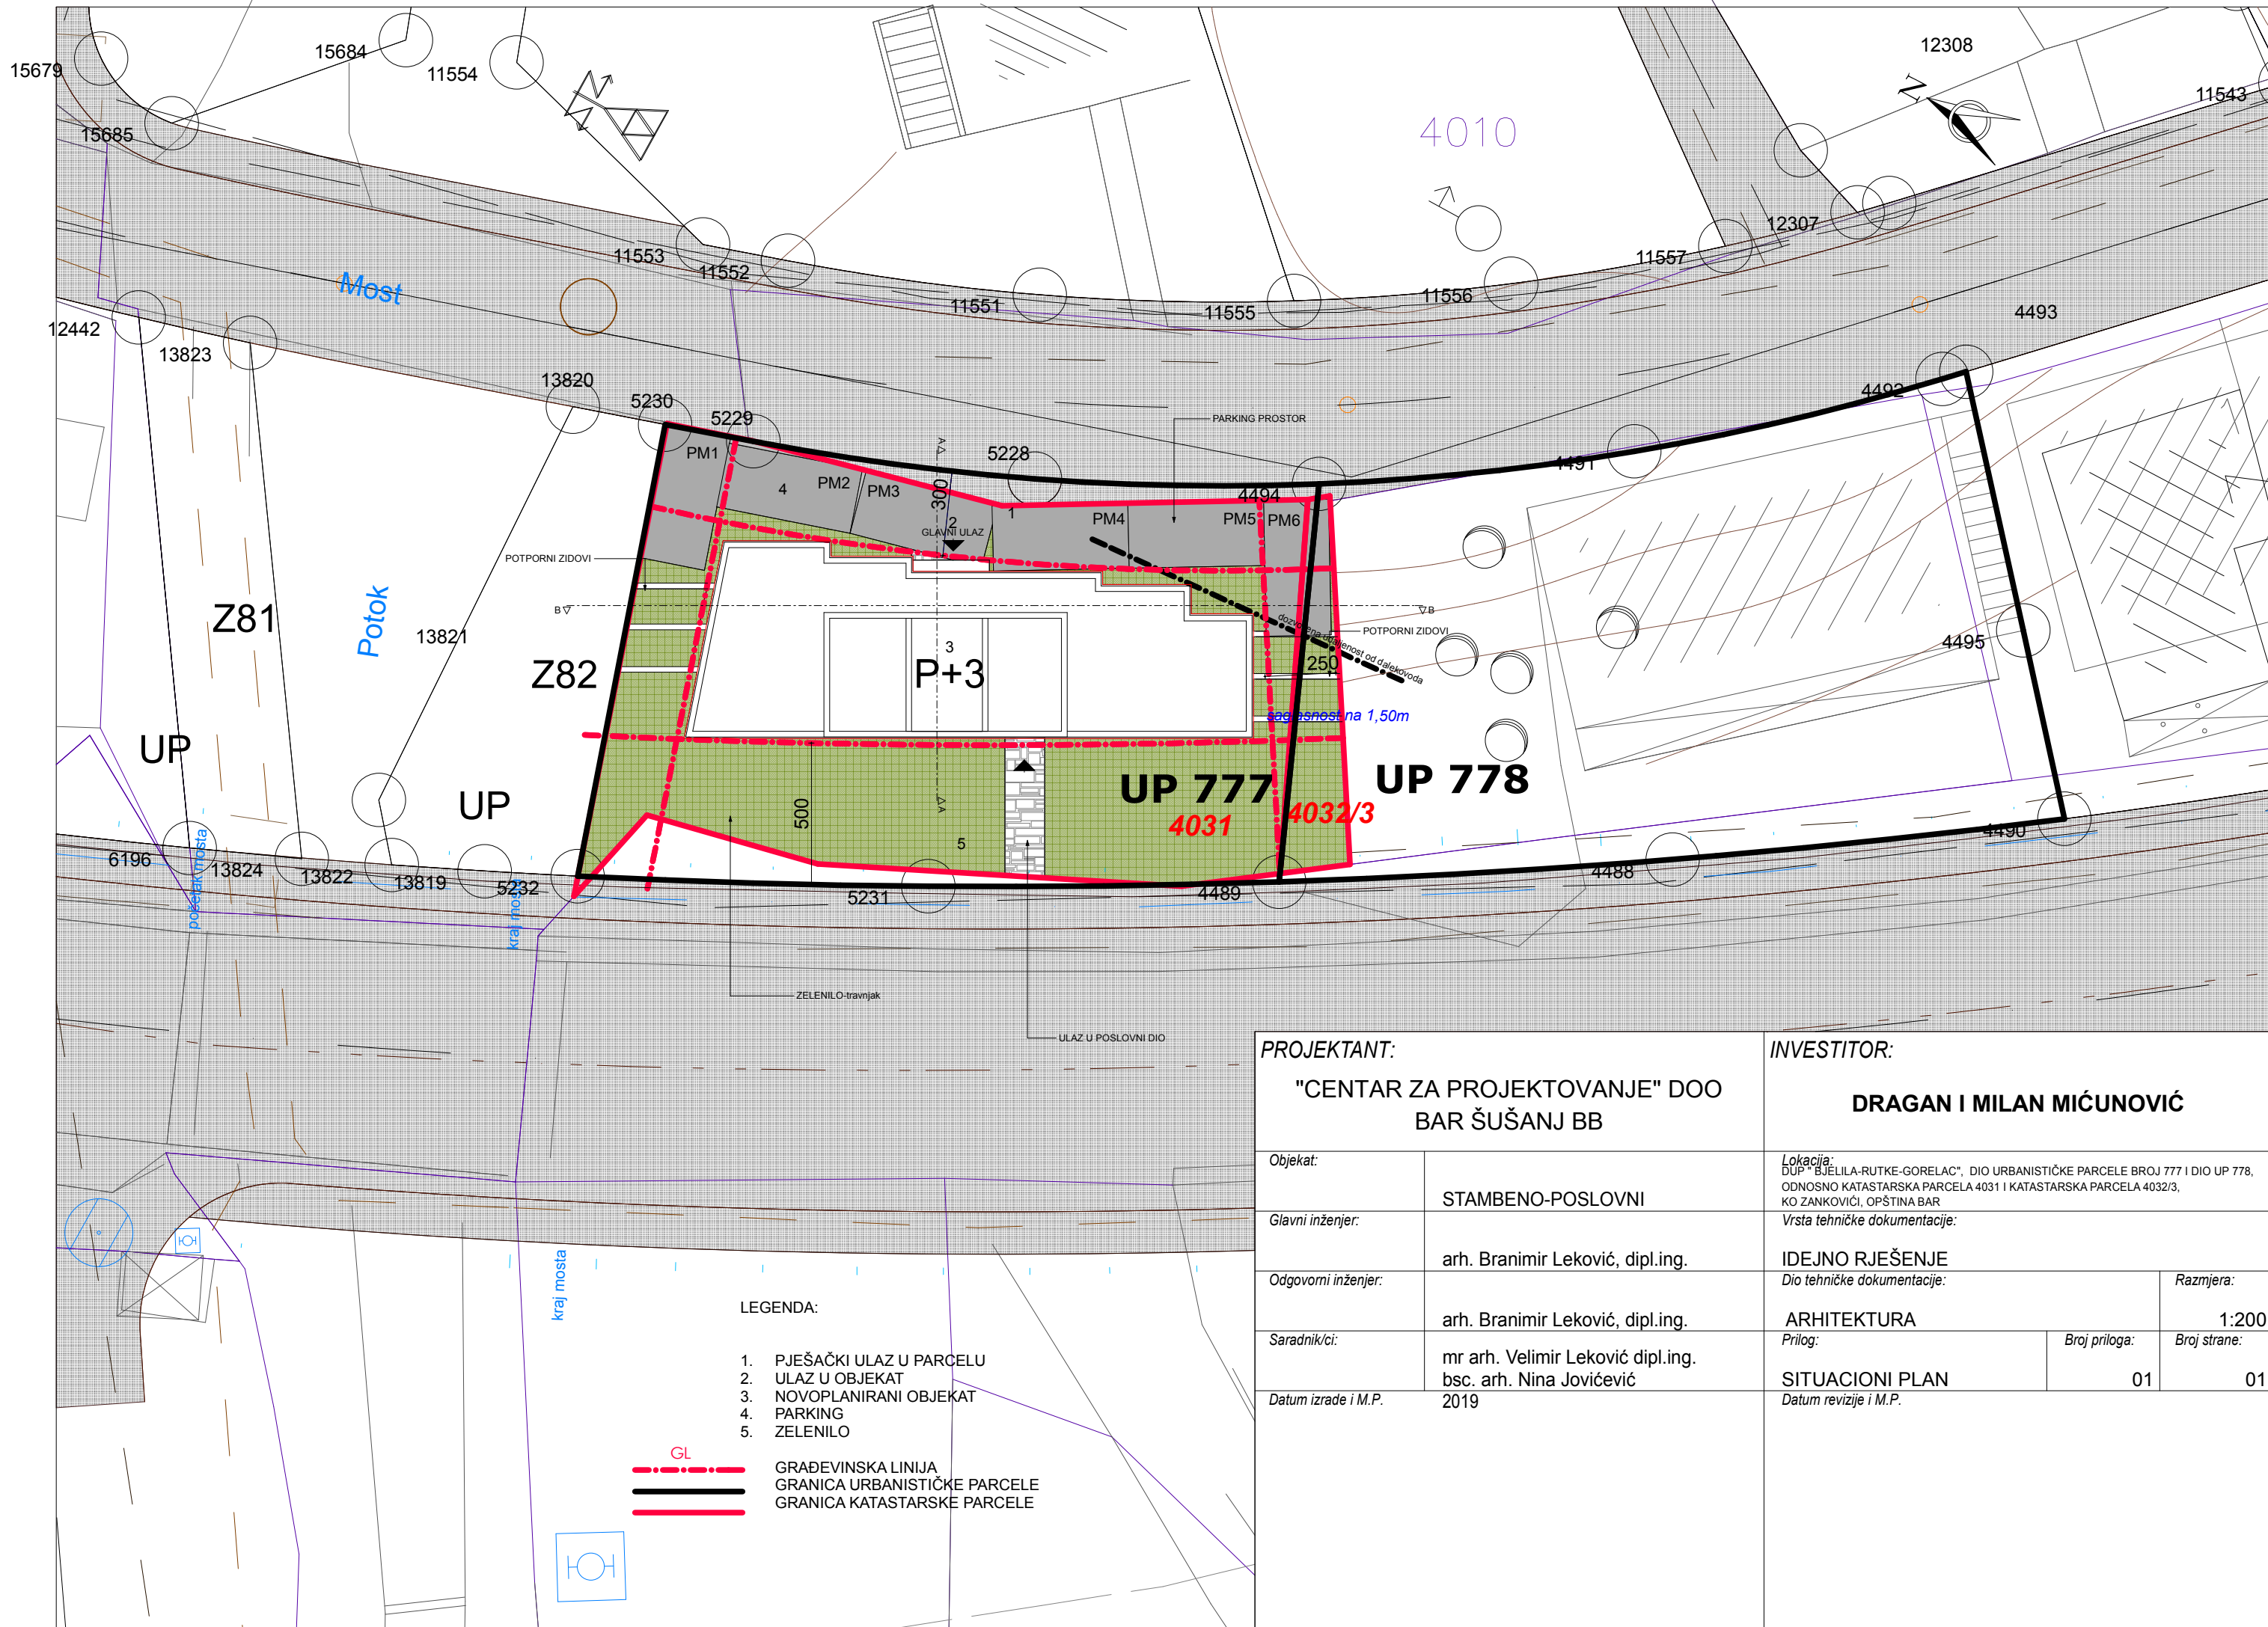 15679
15684
11554
15685
12308
11543
4010
N
12307
11557
11553
11552
11551
11555
11556
4493
Most
12442
13823
13820
5230
5229
5228
4492
4491
4494
PARKING PROSTOR
PM1
4
PM2
PM3
300
A
1
2
GLAVNI ULAZ
PM4
PM5
PM6
POTPORNI ZIDOVI
B
B
Z81
Potok
13821
Z82
3
P+3
dozvoljena udaljenost od dalekovoda
POTPORNI ZIDOVI
250
4495
saglasnost na 1,50m
UP
UP
500
A
5
UP 777
4031
4032/3
UP 778
6196
početak mosta
13824
13822
13819
kraj mosta
5232
5231
4489
4488
4490
ZELENILO-travnjak
ULAZ U POSLOVNI DIO
kraj mosta
LEGENDA:
1. PJEŠAČKI ULAZ U PARCELU
2. ULAZ U OBJEKAT
3. NOVOPLANIRANI OBJEKAT
4. PARKING
5. ZELENILO
GL
GRAĐEVINSKA LINIJA
GRANICA URBANISTIČKE PARCELE
GRANICA KATASTARSKE PARCELE
PROJEKTANT:
"CENTAR ZA PROJEKTOVANJE" DOO
BAR ŠUŠANJ BB
INVESTITOR:
DRAGAN I MILAN MIĆUNOVIĆ
Objekat:
STAMBENO-POSLOVNI
Lokacija:
DUP " BJELILA-RUTKE-GORELAC", DIO URBANISTIČKE PARCELE BROJ 777 I DIO UP 778,
ODNOSNO KATASTARSKA PARCELA 4031 I KATASTARSKA PARCELA 4032/3,
KO ZANKOVIĆI, OPŠTINA BAR
Glavni inženjer:
arh. Branimir Leković, dipl.ing.
Vrsta tehničke dokumentacije:
IDEJNO RJEŠENJE
Odgovorni inženjer:
arh. Branimir Leković, dipl.ing.
Dio tehničke dokumentacije:
ARHITEKTURA
Razmjera:
1:200
Saradnik/ci:
mr arh. Velimir Leković dipl.ing.
bsc. arh. Nina Jovićević
Prilog:
SITUACIONI PLAN
Broj priloga:
01
Broj strane:
01
Datum izrade i M.P.
2019
Datum revizije i M.P.